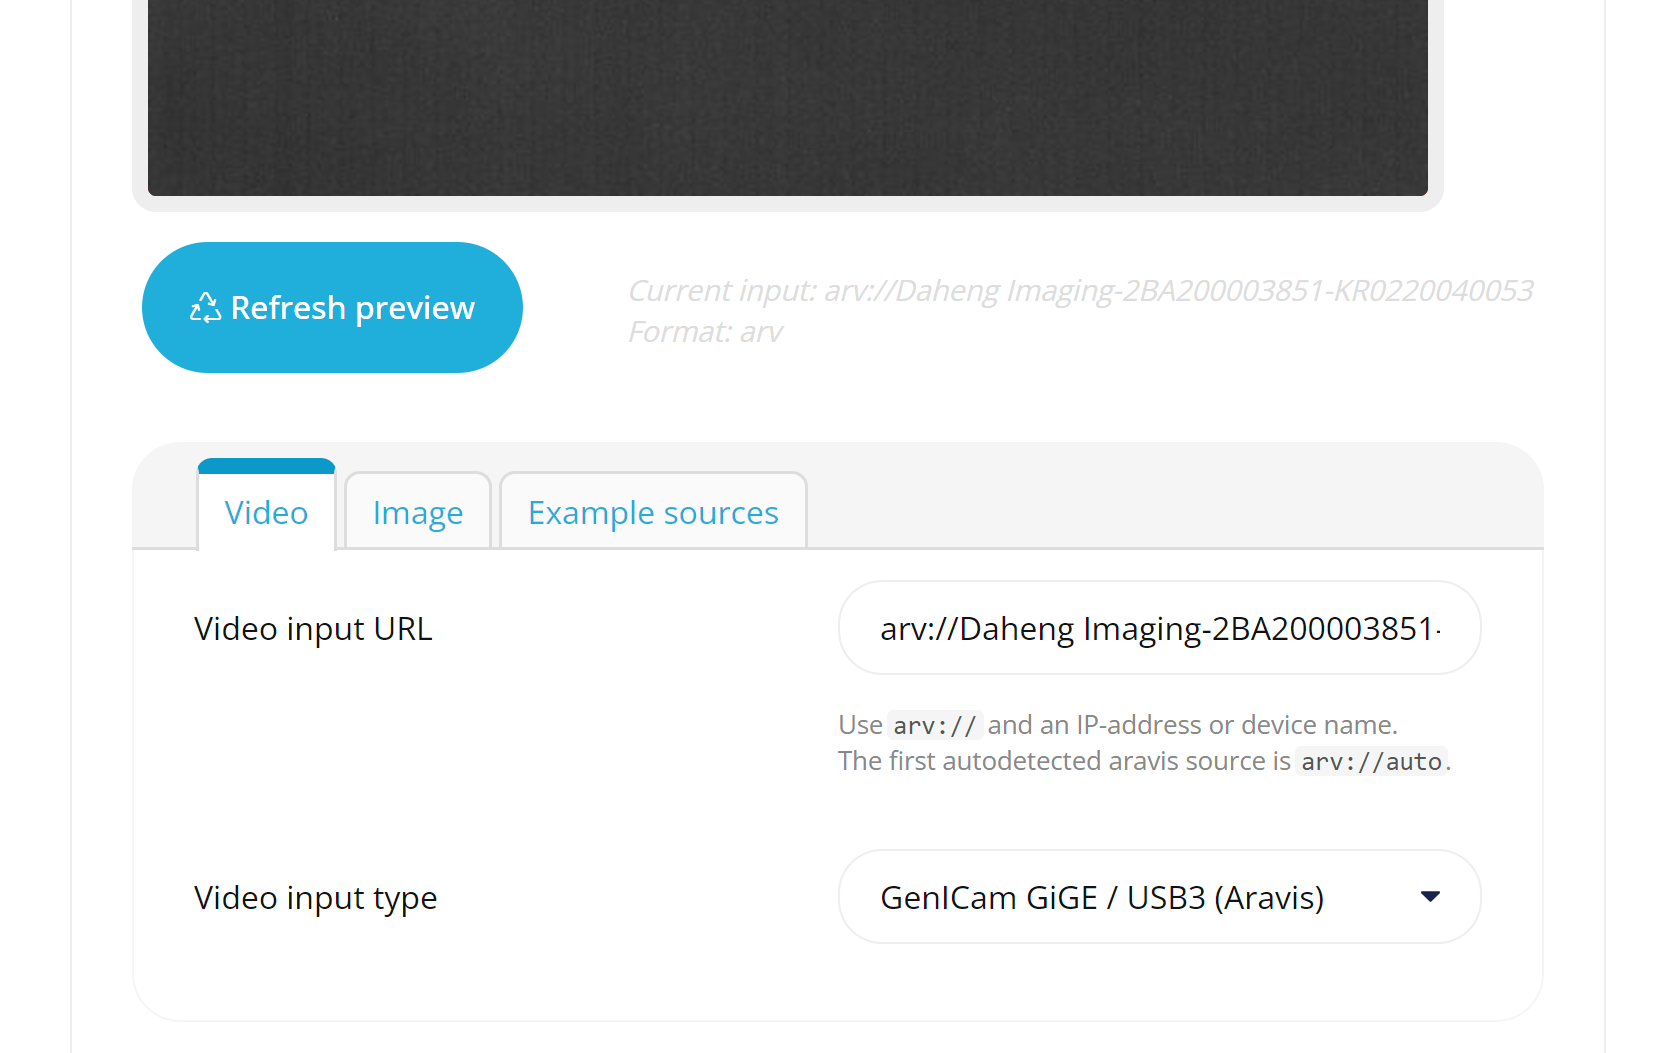 Refresh preview
Current input: arv://Daheng Imaging-2BA200003851-KR0220040053
Format: arv
Video
Image
Example sources
Video input URL
arv://Daheng Imaging-2BA200003851-
Use arv:// and an IP-address or device name.
The first autodetected aravis source is arv://auto.
Video input type
GenICam GiGE / USB3 (Aravis)